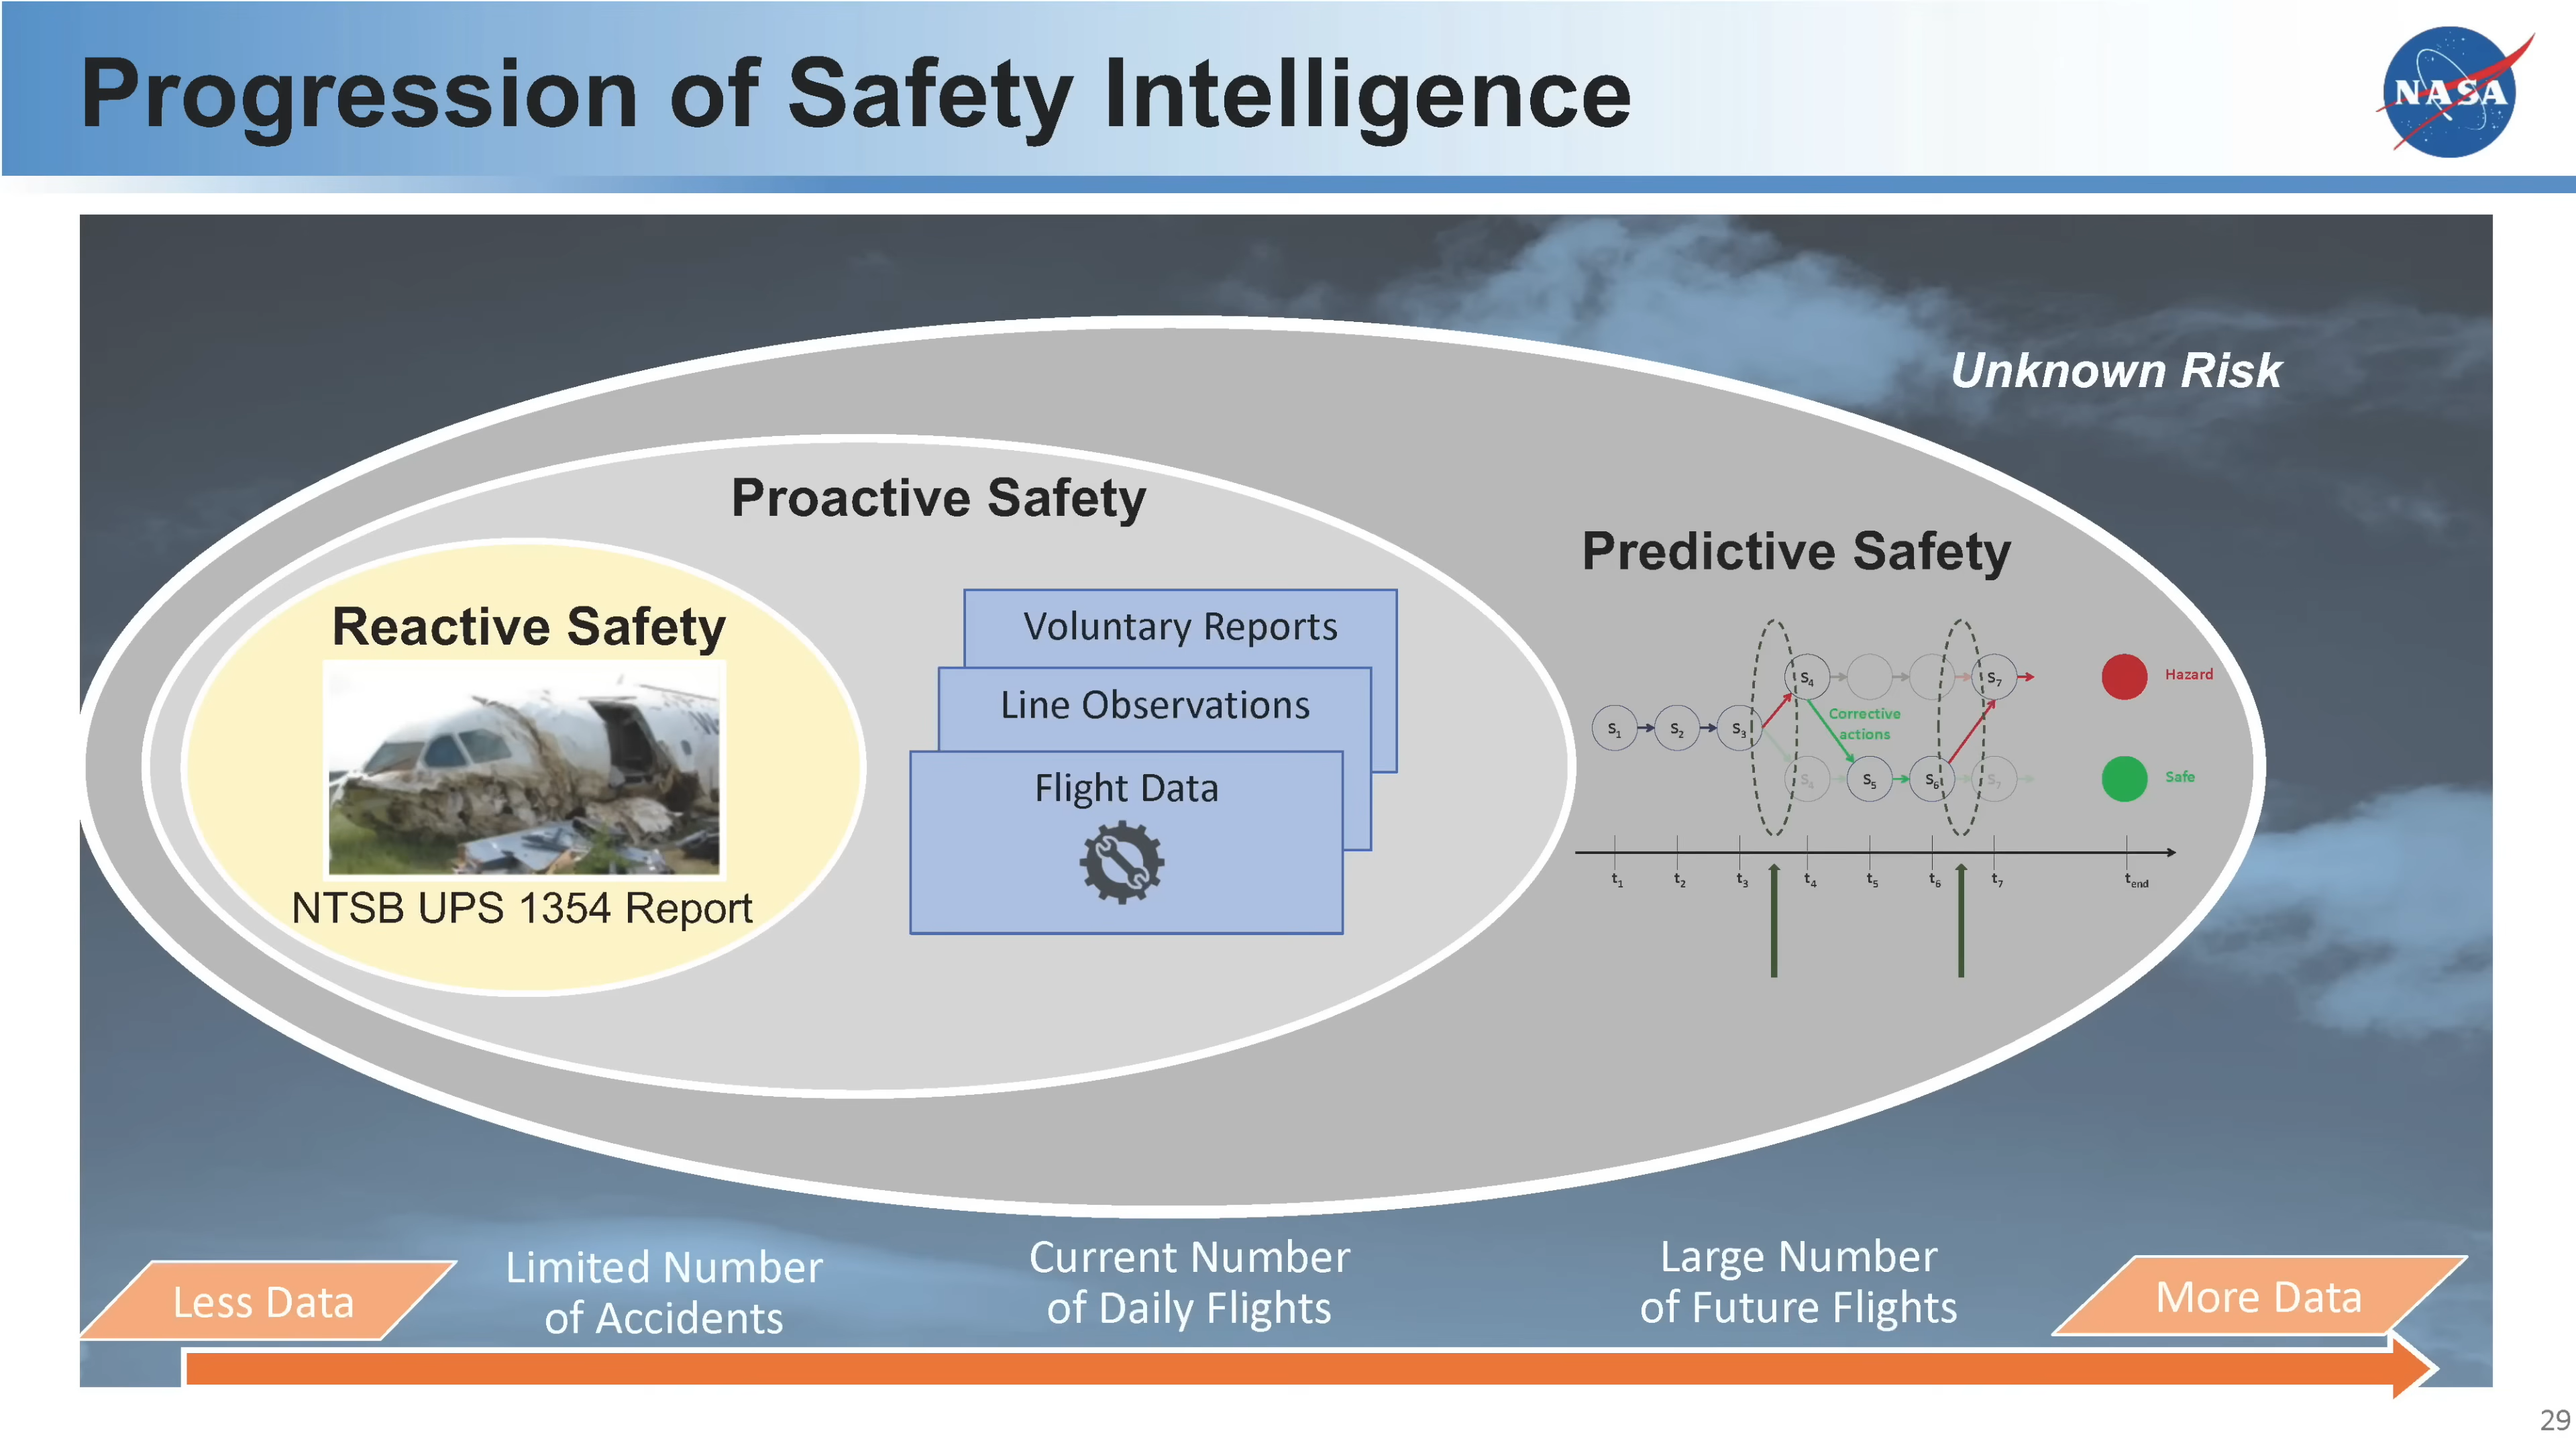 Progression of Safety Intelligence
NASA
Unknown Risk
Proactive Safety
Predictive Safety
Reactive Safety
NTSB UPS 1354 Report
Voluntary Reports
Line Observations
Flight Data
S4
S7
Hazard
S1
S2
S3
Corrective
actions
S4
S5
S6
S7
Safe
t1
t2
t3
t4
t5
t6
t7
tend
Less Data
Limited Number
of Accidents
Current Number
of Daily Flights
Large Number
of Future Flights
More Data
29